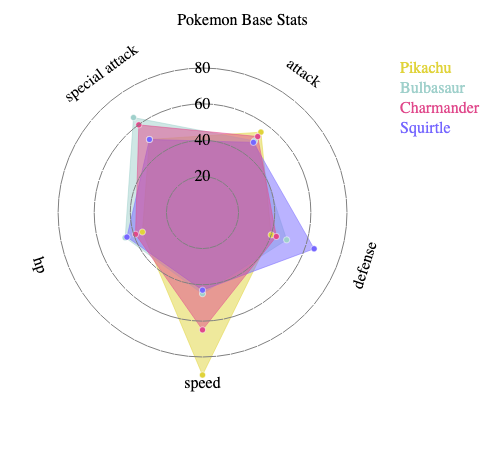 Pokemon Base Stats
special attack
attack
80
60
40
20
hp
defense
speed
Pikachu
Bulbasaur
Charmander
Squirtle